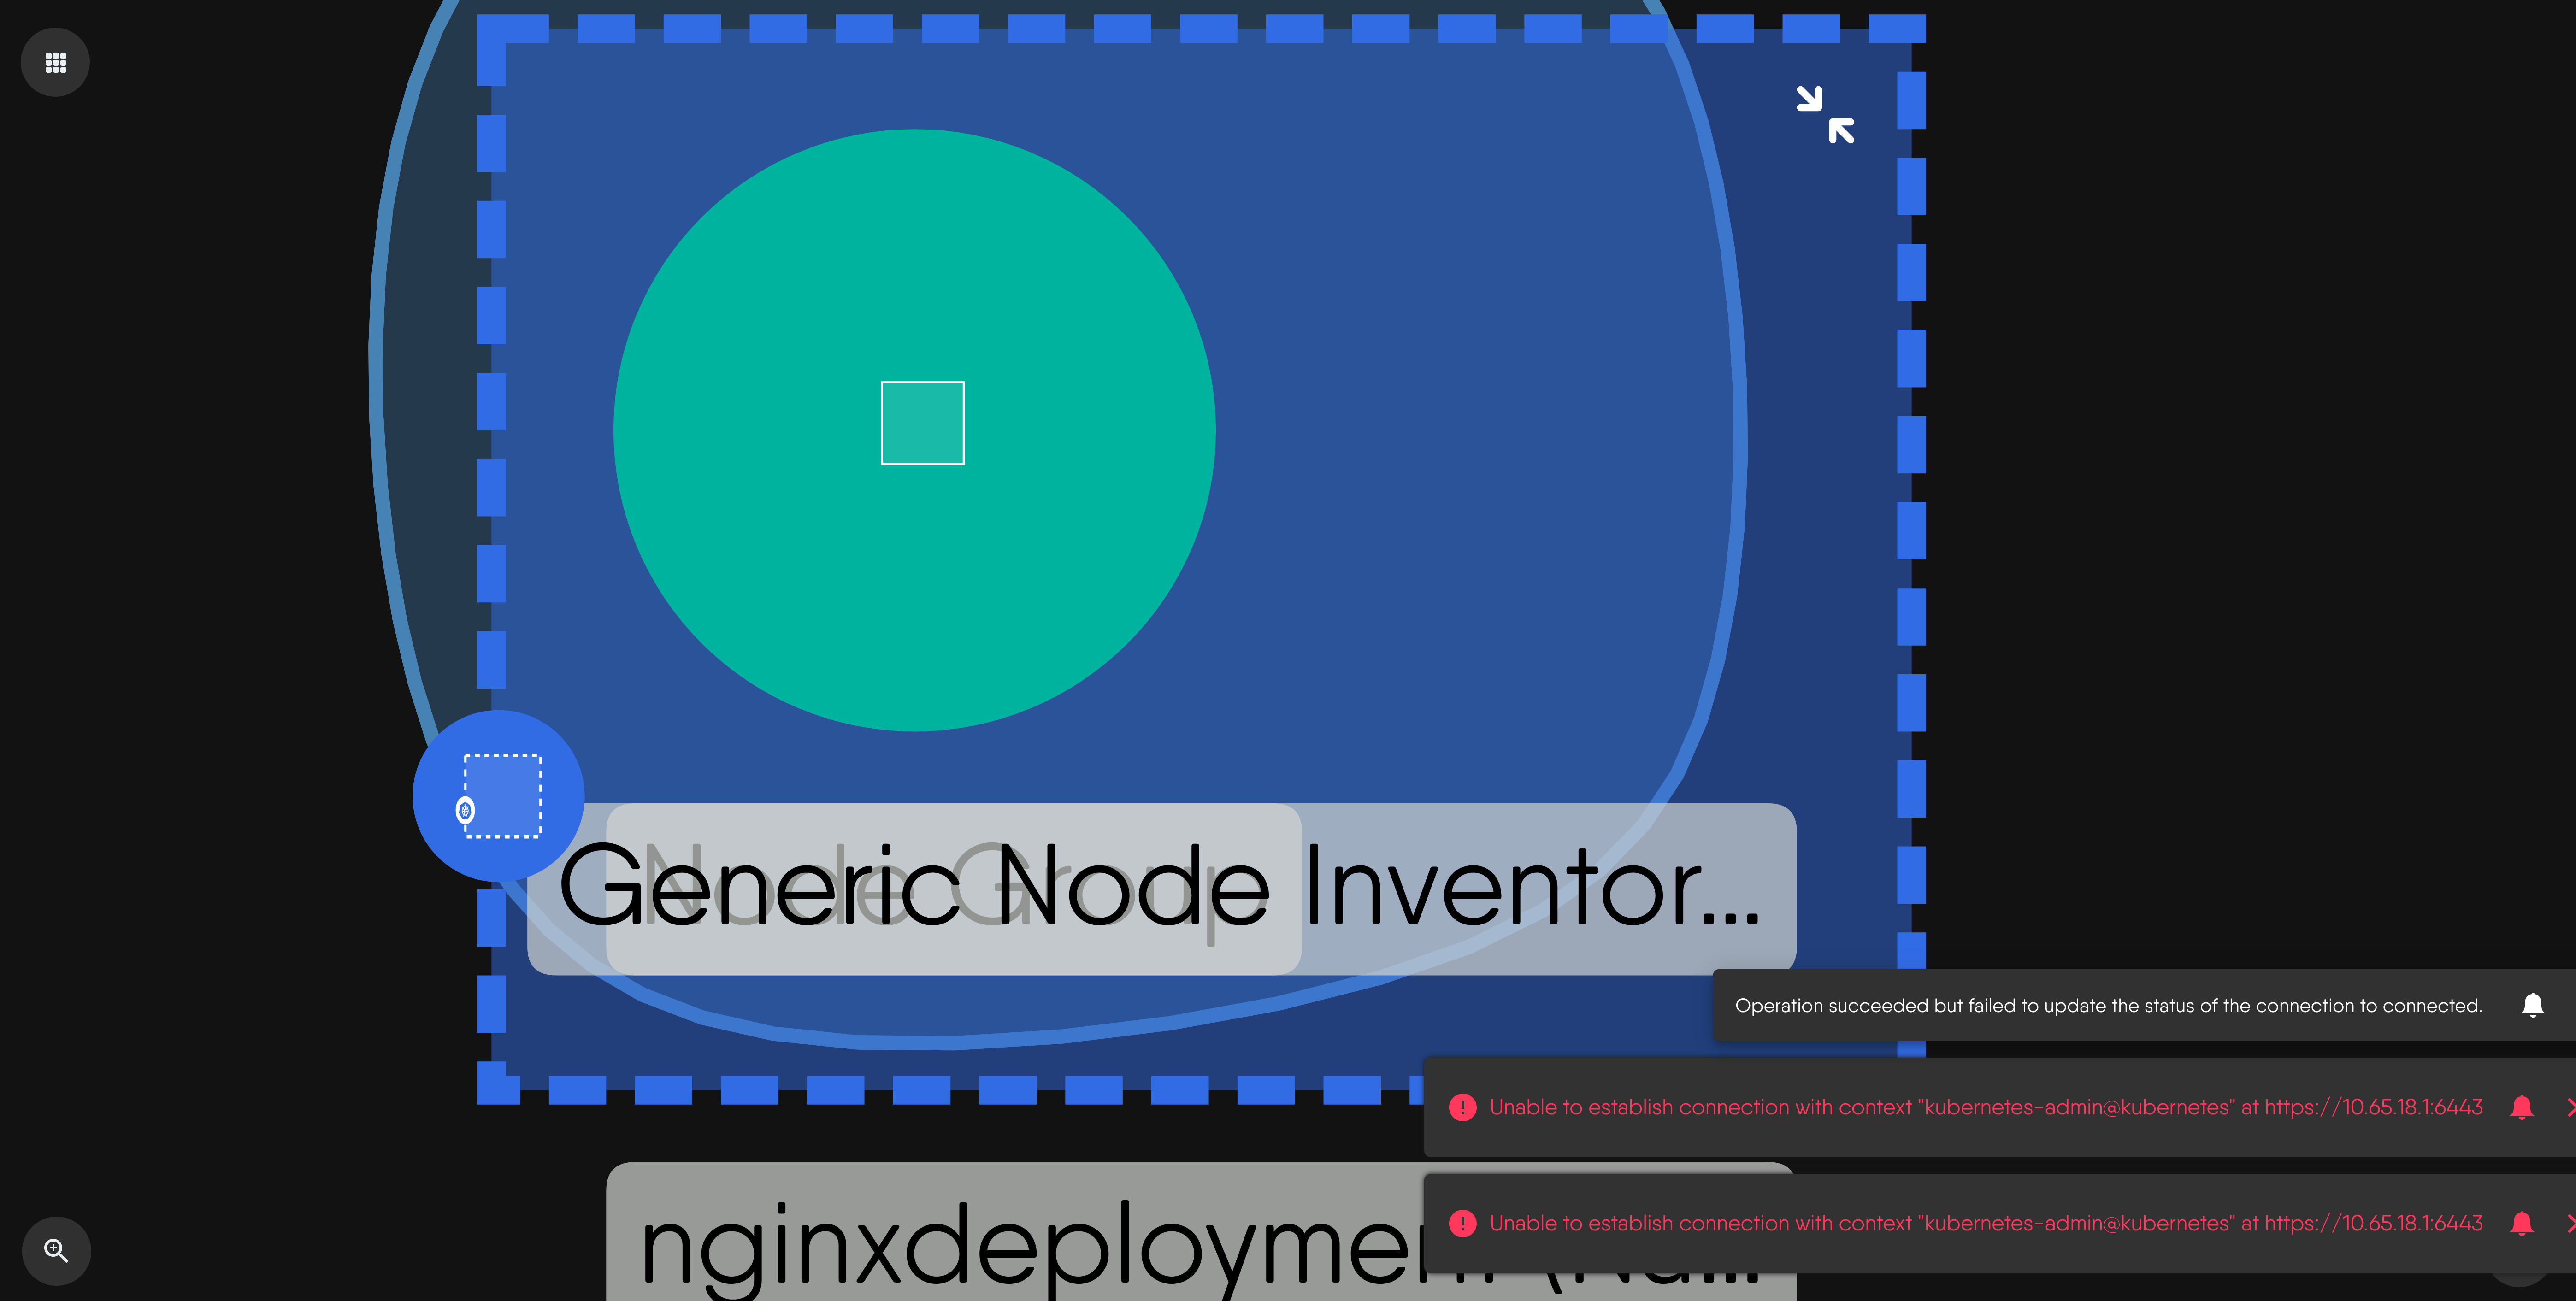 Node Group
Generic Node Inventor...
Operation succeeded but failed to update the status of the connection to connected.
Unable to establish connection with context "kubernetes-admin@kubernetes" at https://10.65.18.1:6443
Unable to establish connection with context "kubernetes-admin@kubernetes" at https://10.65.18.1:6443